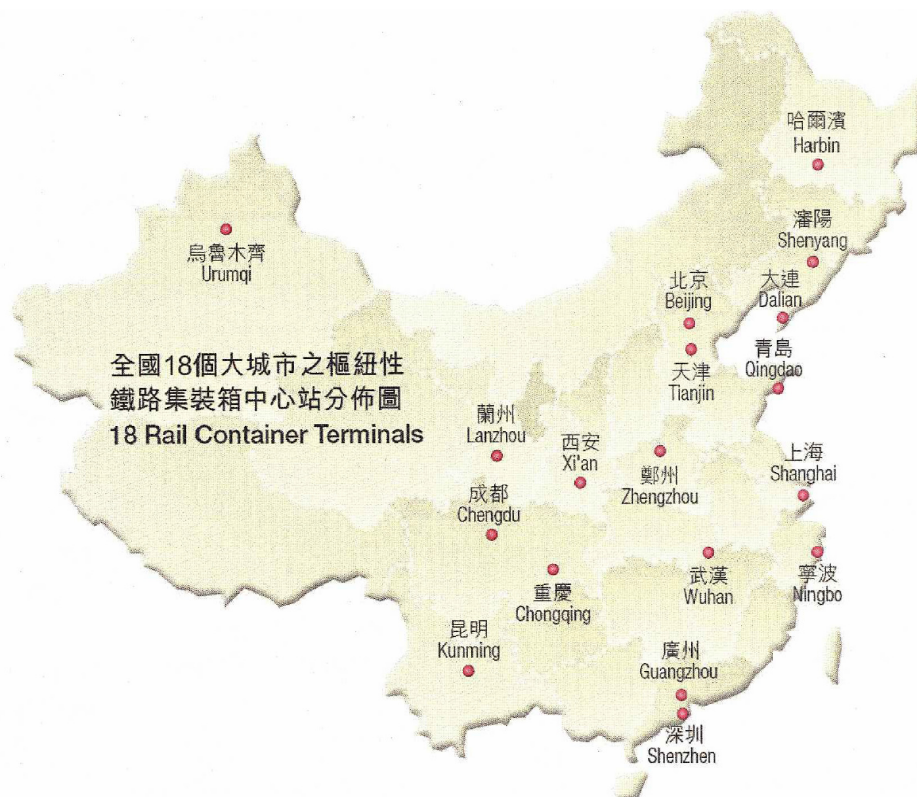 哈爾濱
Harbin
瀋陽
Shenyang
烏魯木齊
Urumqi
北京
Beijing
大連
Dalian
天津
Tianjin
青島
Qingdao
全國18個大城市之樞紐性
鐵路集裝箱中心站分佈圖
18 Rail Container Terminals
蘭州
Lanzhou
西安
Xi'an
鄭州
Zhengzhou
上海
Shanghai
成都
Chengdu
重慶
Chongqing
武漢
Wuhan
寧波
Ningbo
昆明
Kunming
廣州
Guangzhou
深圳
Shenzhen